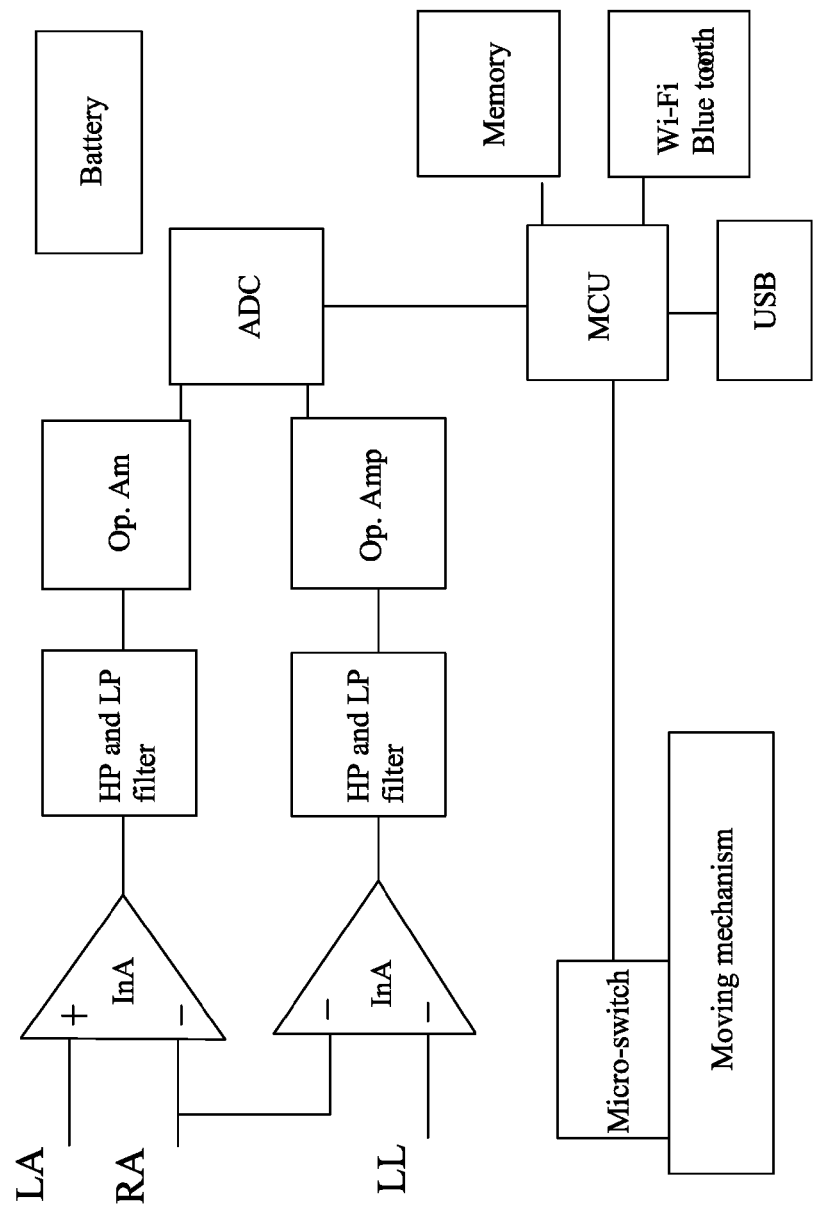 LA
+
InA
−
HP and LP
filter
Op. Am
Battery
RA
ADC
LL
−
InA
−
HP and LP
filter
Op. Amp
Memory
Micro-switch
MCU
Wi-Fi
Blue tooth
Moving mechanism
USB